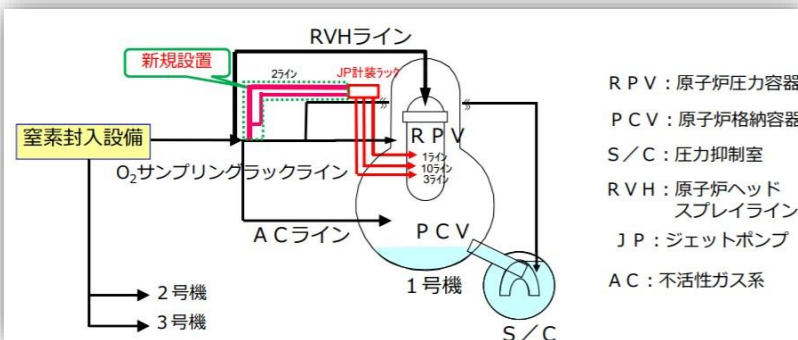 RVHライン
新規設置
2ライン
JP計装ラック
窒素封入設備
ＲＰＶ
1ライン
10ライン
3ライン
O₂サンプリングラックライン
ＡＣライン
ＰＣＶ
１号機
Ｓ／Ｃ
２号機
３号機
ＲＰＶ：原子炉圧力容器
ＰＣＶ：原子炉格納容器
Ｓ／Ｃ：圧力抑制室
ＲＶＨ：原子炉ヘッド
スプレイライン
ＪＰ：ジェットポンプ
ＡＣ：不活性ガス系